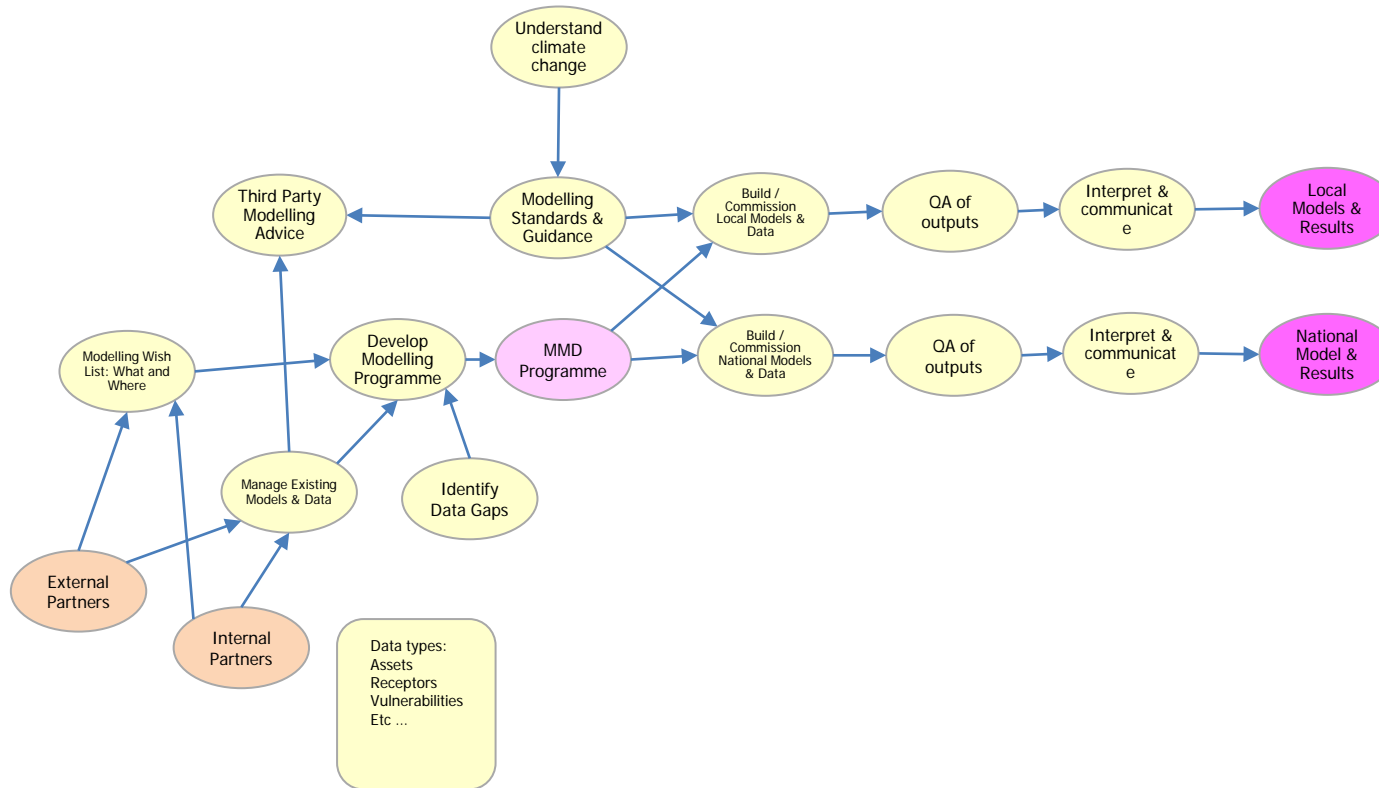 Understand
climate
change
Third Party
Modelling
Advice
Modelling
Standards &
Guidance
Build /
Commission
Local Models &
Data
QA of
outputs
Interpret &
communicat
e
Local
Models &
Results
Modelling Wish
List: What and
Where
Develop
Modelling
Programme
MMD
Programme
Build /
Commission
National Models
& Data
QA of
outputs
Interpret &
communicat
e
National
Model &
Results
Manage Existing
Models & Data
Identify
Data Gaps
External
Partners
Internal
Partners
Data types:
Assets
Receptors
Vulnerabilities
Etc ...